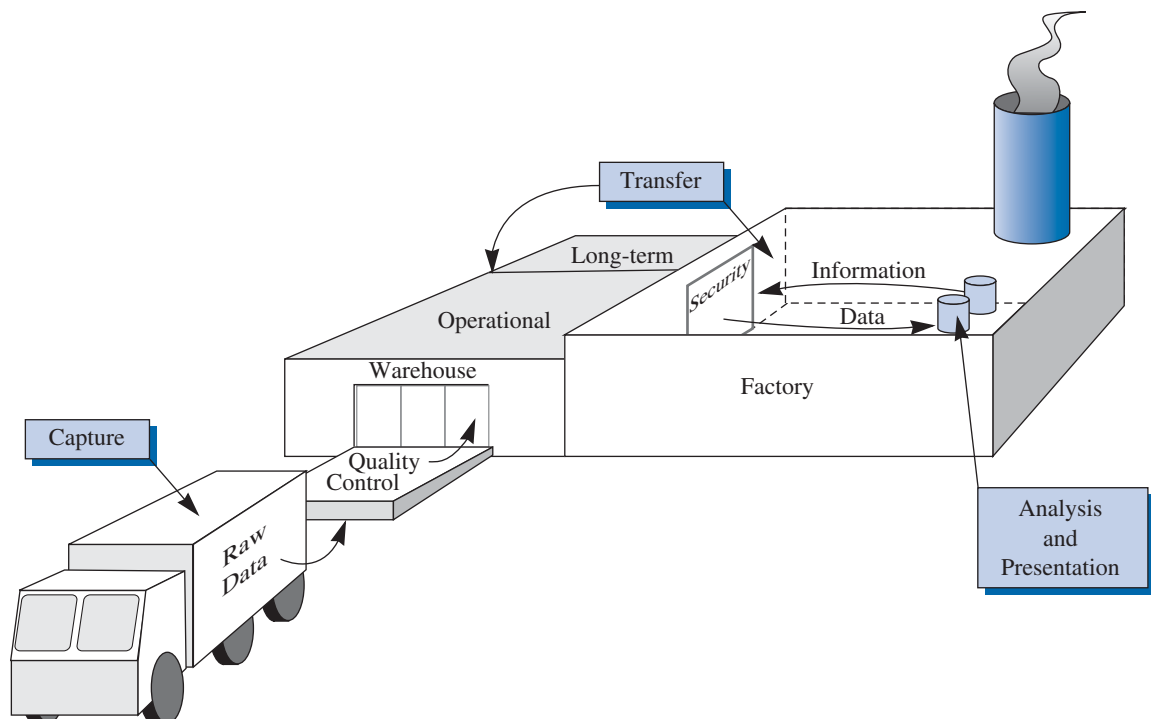 Transfer
Long-term
Security
Information
Operational
Data
Warehouse
Factory
Capture
Quality
Control
Raw
Data
Analysis
and
Presentation